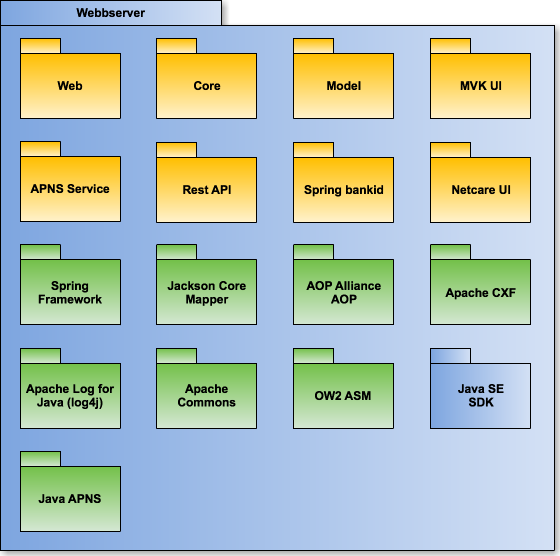 Webbserver
Web
Core
Model
MVK UI
APNS Service
Rest API
Spring bankid
Netcare UI
Spring
Framework
Jackson Core
Mapper
AOP Alliance
AOP
Apache CXF
Apache Log for
Java (log4j)
Apache
Commons
OW2 ASM
Java SE
SDK
Java APNS